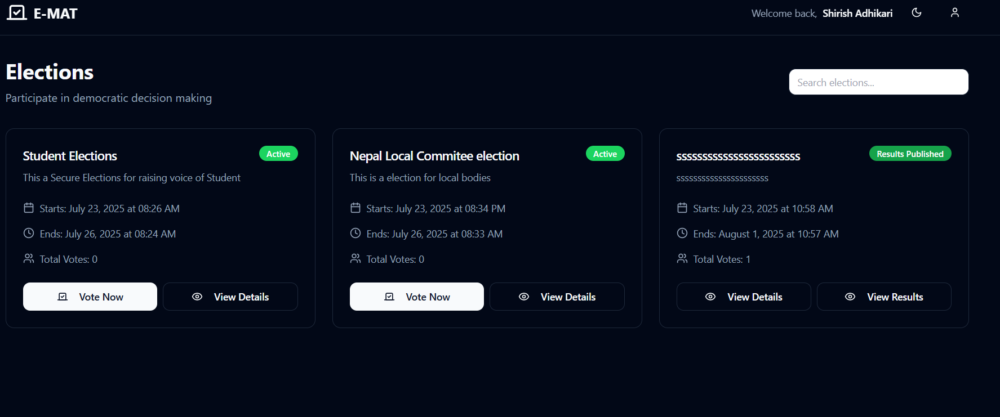 E-MAT
Welcome back, Shirish Adhikari
Elections
Participate in democratic decision making
Search elections...
Student Elections
Active
This a Secure Elections for raising voice of Student
Starts: July 23, 2025 at 08:26 AM
Ends: July 26, 2025 at 08:24 AM
Total Votes: 0
Vote Now
View Details
Nepal Local Commitee election
Active
This is a election for local bodies
Starts: July 23, 2025 at 08:34 PM
Ends: July 26, 2025 at 08:33 AM
Total Votes: 0
Vote Now
View Details
ssssssssssssssssssssssss
Results Published
sssssssssssssssssssssss
Starts: July 23, 2025 at 10:58 AM
Ends: August 1, 2025 at 10:57 AM
Total Votes: 1
View Details
View Results